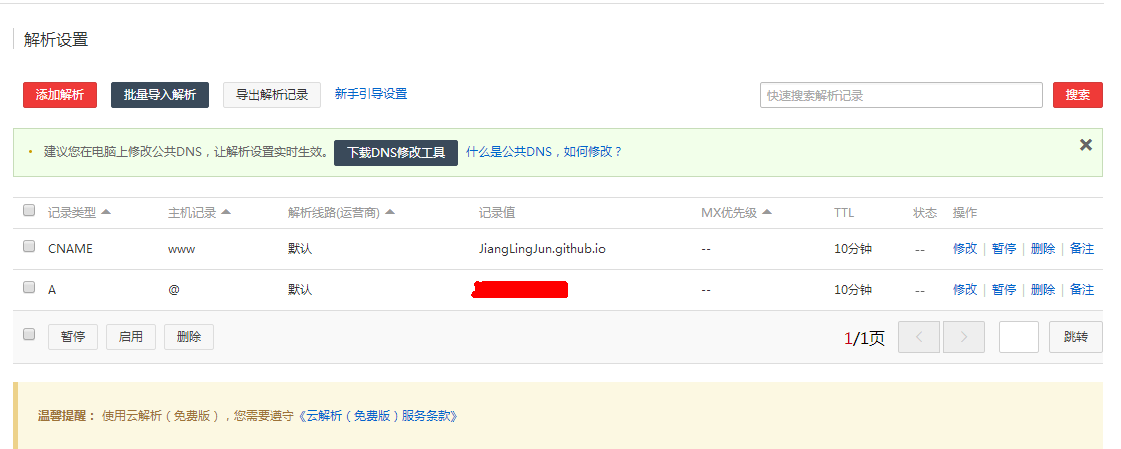 解析设置
添加解析 批量导入解析 导出解析记录 新手引导设置 快速搜索解析记录 搜索
• 建议您在电脑上修改公共DNS，让解析设置实时生效。 下载DNS修改工具 什么是公共DNS，如何修改？
记录类型 主机记录 解析线路(运营商) 记录值 MX优先级 TTL 状态 操作
CNAME www 默认 JiangLingJun.github.io -- 10分钟 -- 修改 | 暂停 | 删除 | 备注
A @ 默认 -- 10分钟 -- 修改 | 暂停 | 删除 | 备注
暂停 启用 删除 1/1页 跳转
温馨提醒： 使用云解析（免费版），您需要遵守《云解析（免费版）服务条款》